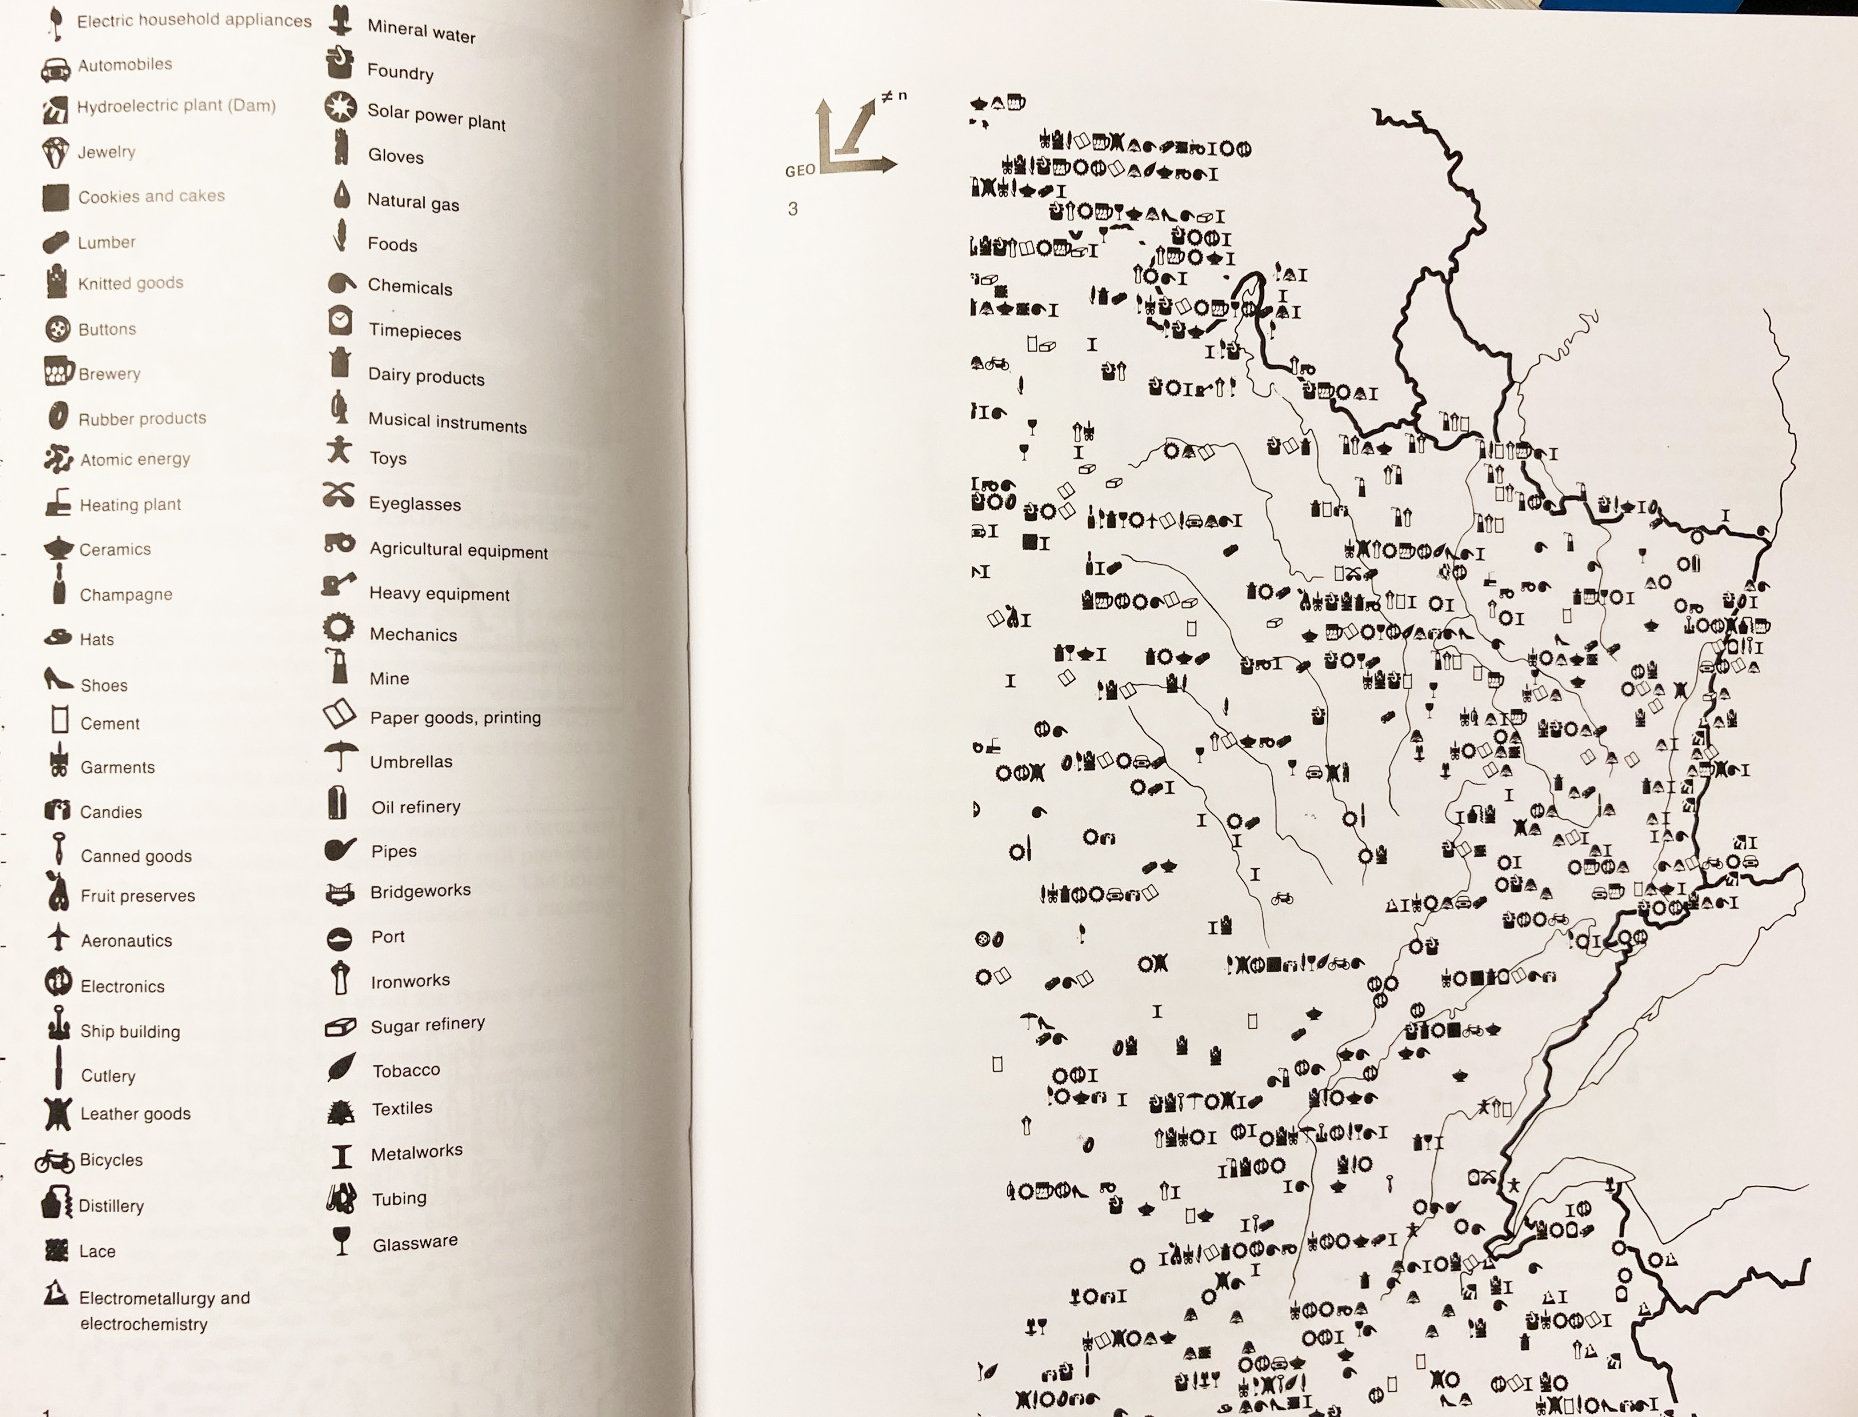 Electric household appliances
Automobiles
Hydroelectric plant (Dam)
Jewelry
Cookies and cakes
Lumber
Knitted goods
Buttons
Brewery
Rubber products
Atomic energy
Heating plant
Ceramics
Champagne
Hats
Shoes
Cement
Garments
Candies
Canned goods
Fruit preserves
Aeronautics
Electronics
Ship building
Cutlery
Leather goods
Bicycles
Distillery
Lace
Electrometallurgy and
electrochemistry
Mineral water
Foundry
Solar power plant
Gloves
Natural gas
Foods
Chemicals
Timepieces
Dairy products
Musical instruments
Toys
Eyeglasses
Agricultural equipment
Heavy equipment
Mechanics
Mine
Paper goods, printing
Umbrellas
Oil refinery
Pipes
Bridgeworks
Port
Ironworks
Sugar refinery
Tobacco
Textiles
Metalworks
Tubing
Glassware
≠ n
GEO
3